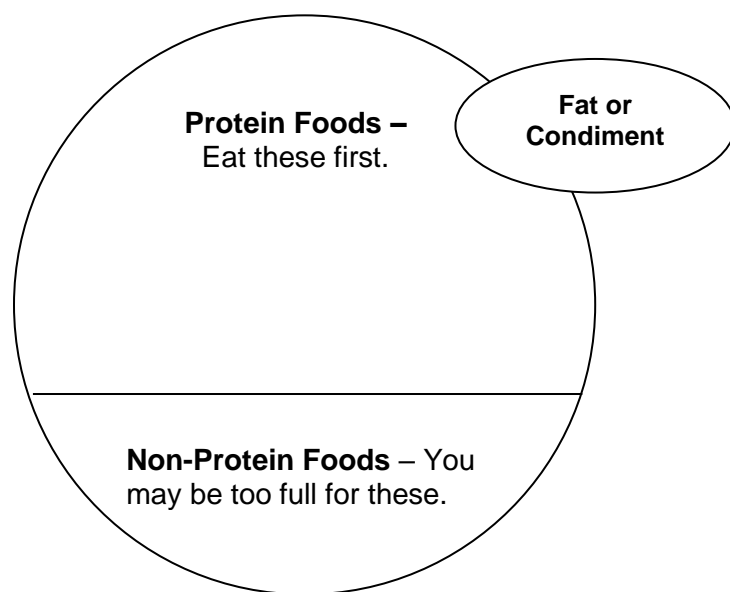 Protein Foods –
Eat these first.
Fat or
Condiment
Non-Protein Foods – You
may be too full for these.